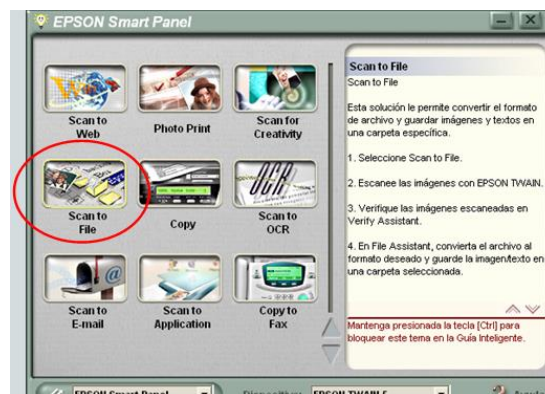 EPSON Smart Panel
Scan to
Web
Photo Print
Scan for
Creativity
Scan to
File
Copy
OCR
Scan to
OCR
Scan to
E-mail
Scan to
Application
Copy to
Fax
Scan to File
Scan to File
Esta solución le permite convertir el formato
de archivo y guardar imágenes y textos en
una carpeta específica.
1. Seleccione Scan to File.
2. Escanee las imágenes con EPSON TWAIN.
3. Verifique las imágenes escaneadas en
Verify Assistant.
4. En File Assistant, convierta el archivo al
formato deseado y guarde la imagen/texto en
una carpeta seleccionada.
Mantenga presionada la tecla [Ctrl] para
bloquear este tema en la Guía Inteligente.
EPSON Smart Panel
EPSON TWAIN 5